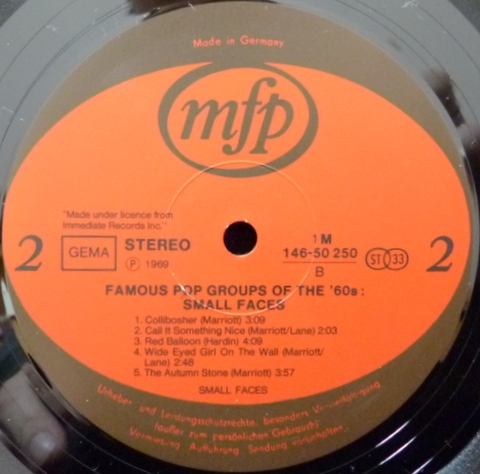 Made in Germany
mfp
"Made under licence from
Immediate Records Inc."
2 GEMA STEREO 1M 146-50 250 ST 33 2
Ⓟ 1969 B
FAMOUS POP GROUPS OF THE '60s:
SMALL FACES
1. Collibosher (Marriott) 3:09
2. Call It Something Nice (Marriott/Lane) 2:03
3. Red Balloon (Hardin) 4:09
4. Wide Eyed Girl On The Wall (Marriott/
Lane) 2:48
5. The Autumn Stone (Marriott) 3:57
SMALL FACES
Urheber- und Leistungsschutzrechte, besonders Vervielfältigung
(außer zum persönlichen Gebrauch)
Vermietung Aufführung Sendung vorbehalten